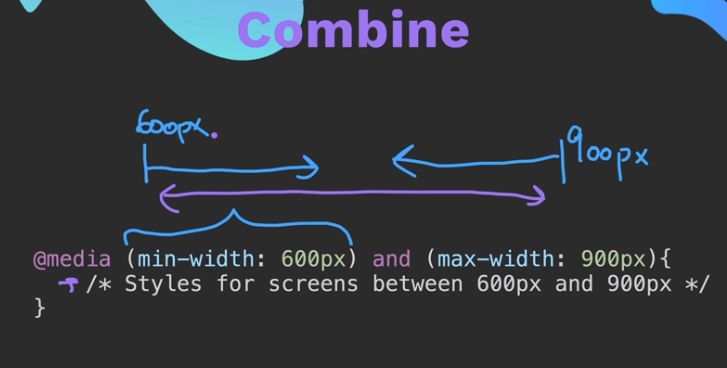 Combine
600px.
900px
@media (min-width: 600px) and (max-width: 900px){
/* Styles for screens between 600px and 900px */
}